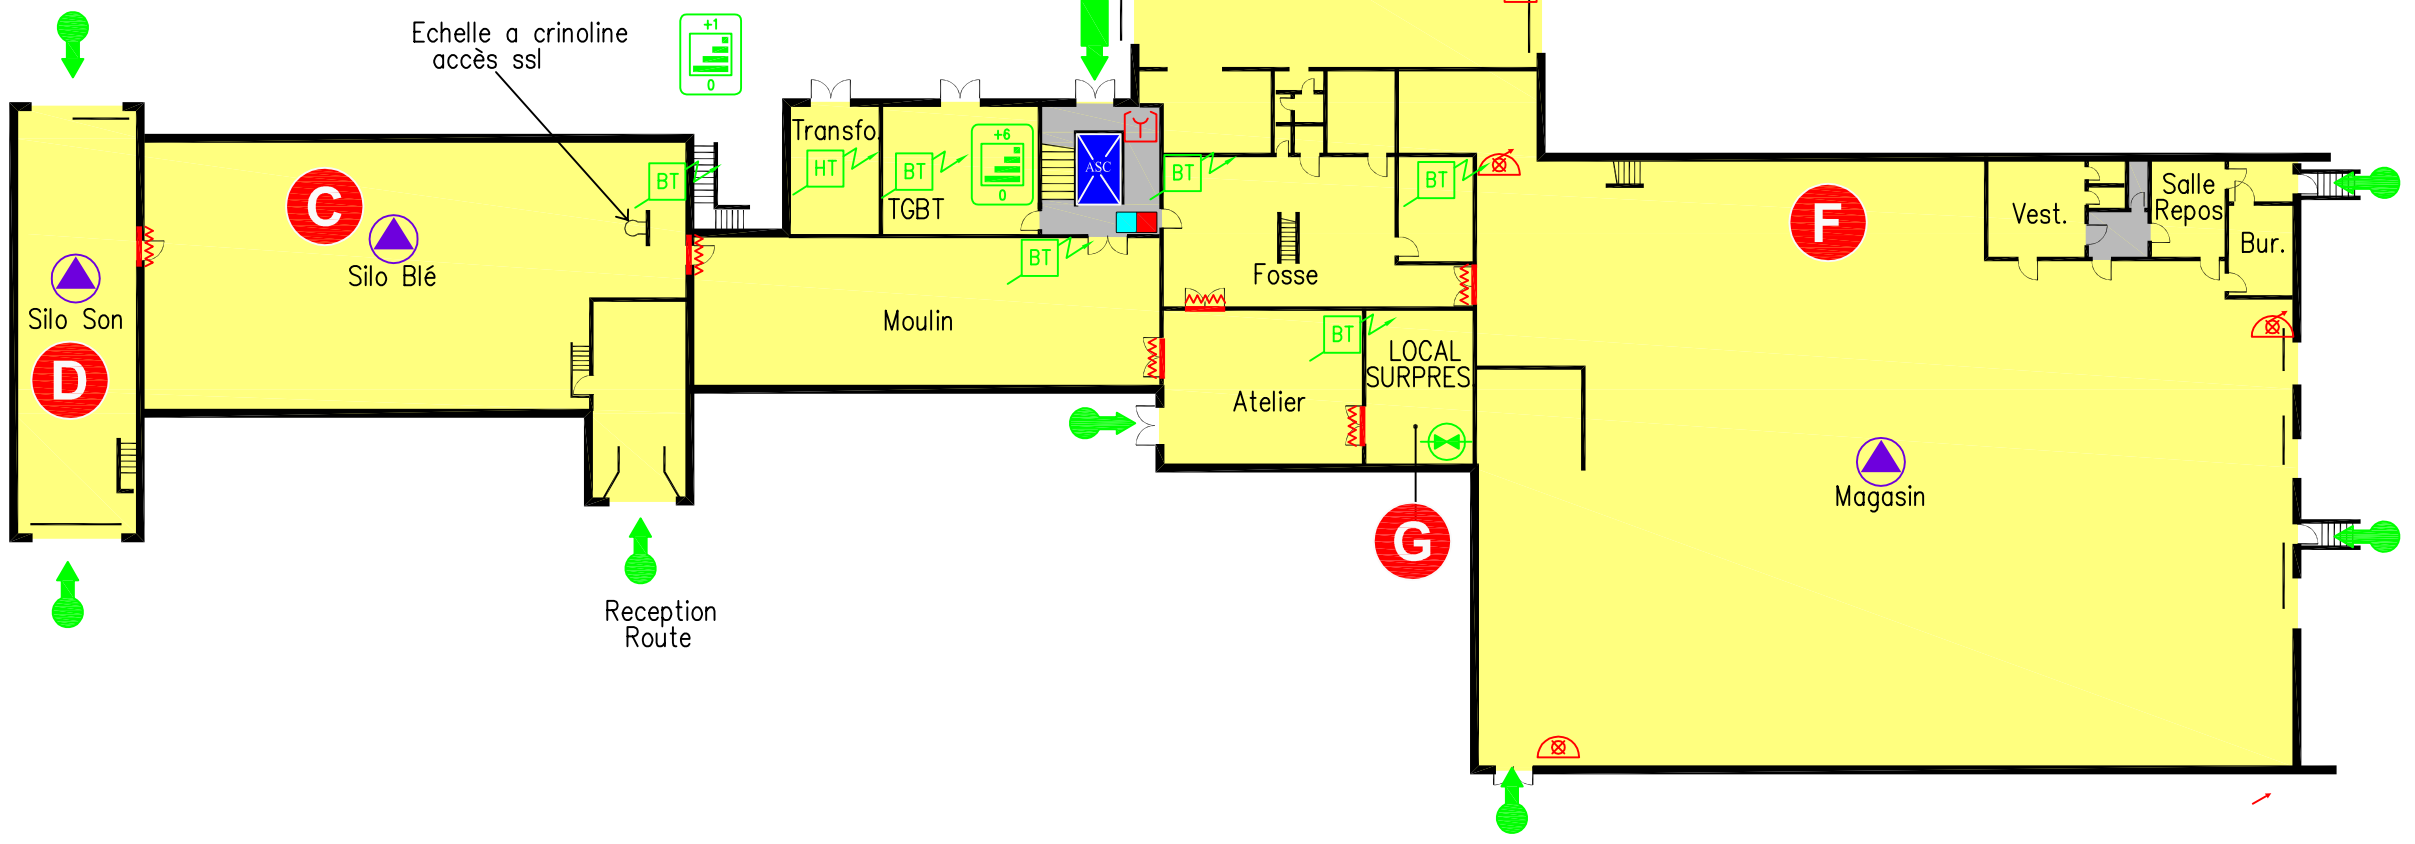 Echelle a crinoline
accès ssl
+1
0
C
Silo Blé
Silo Son
D
BT
Transfo.
HT
BT
TGBT
+6
0
ASC
BT
BT
BT
Moulin
Fosse
BT
LOCAL
SURPRES.
Atelier
G
F
Vest.
Salle
Repos
Bur.
Magasin
Reception
Route